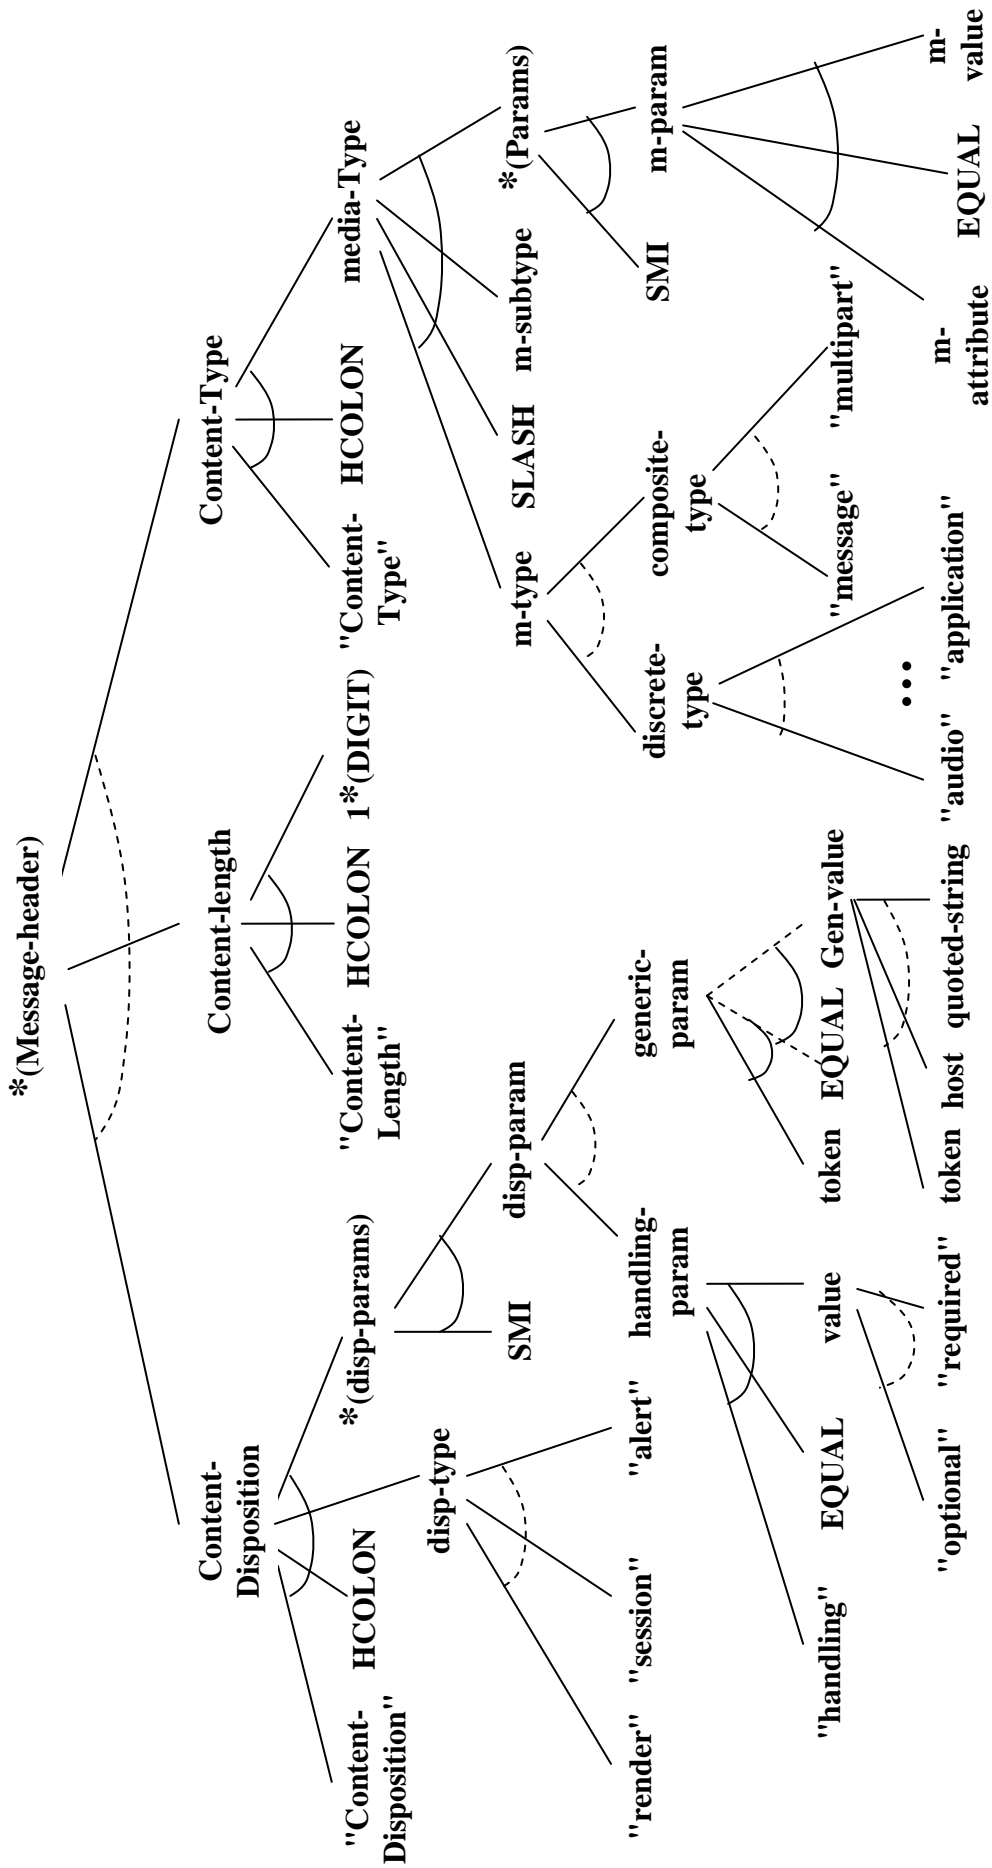 *(Message-header)
Content-
Disposition
Content-length
Content-Type
"Content-
Disposition"
HCOLON
*(disp-params)
"Content-
Length"
HCOLON
1*(DIGIT)
"Content-
Type"
HCOLON
media-Type
disp-type
SMI
disp-param
m-type
SLASH
m-subtype
*(Params)
"render"
"session"
"alert"
handling-
param
generic-
param
discrete-
type
composite-
type
SMI
m-param
"handling"
EQUAL
value
token
EQUAL
Gen-value
"message"
"multipart"
...
"optional"
"required"
token
host
quoted-string
"audio"
"application"
m-
attribute
EQUAL
m-
value